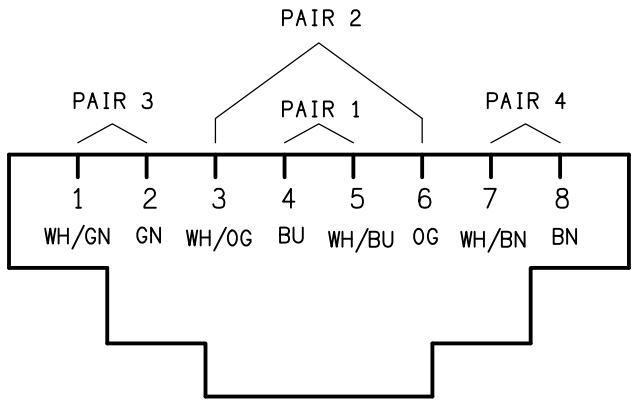 PAIR 2
PAIR 3 PAIR 1 PAIR 4
1 2 3 4 5 6 7 8
WH/GN GN WH/OG BU WH/BU OG WH/BN BN